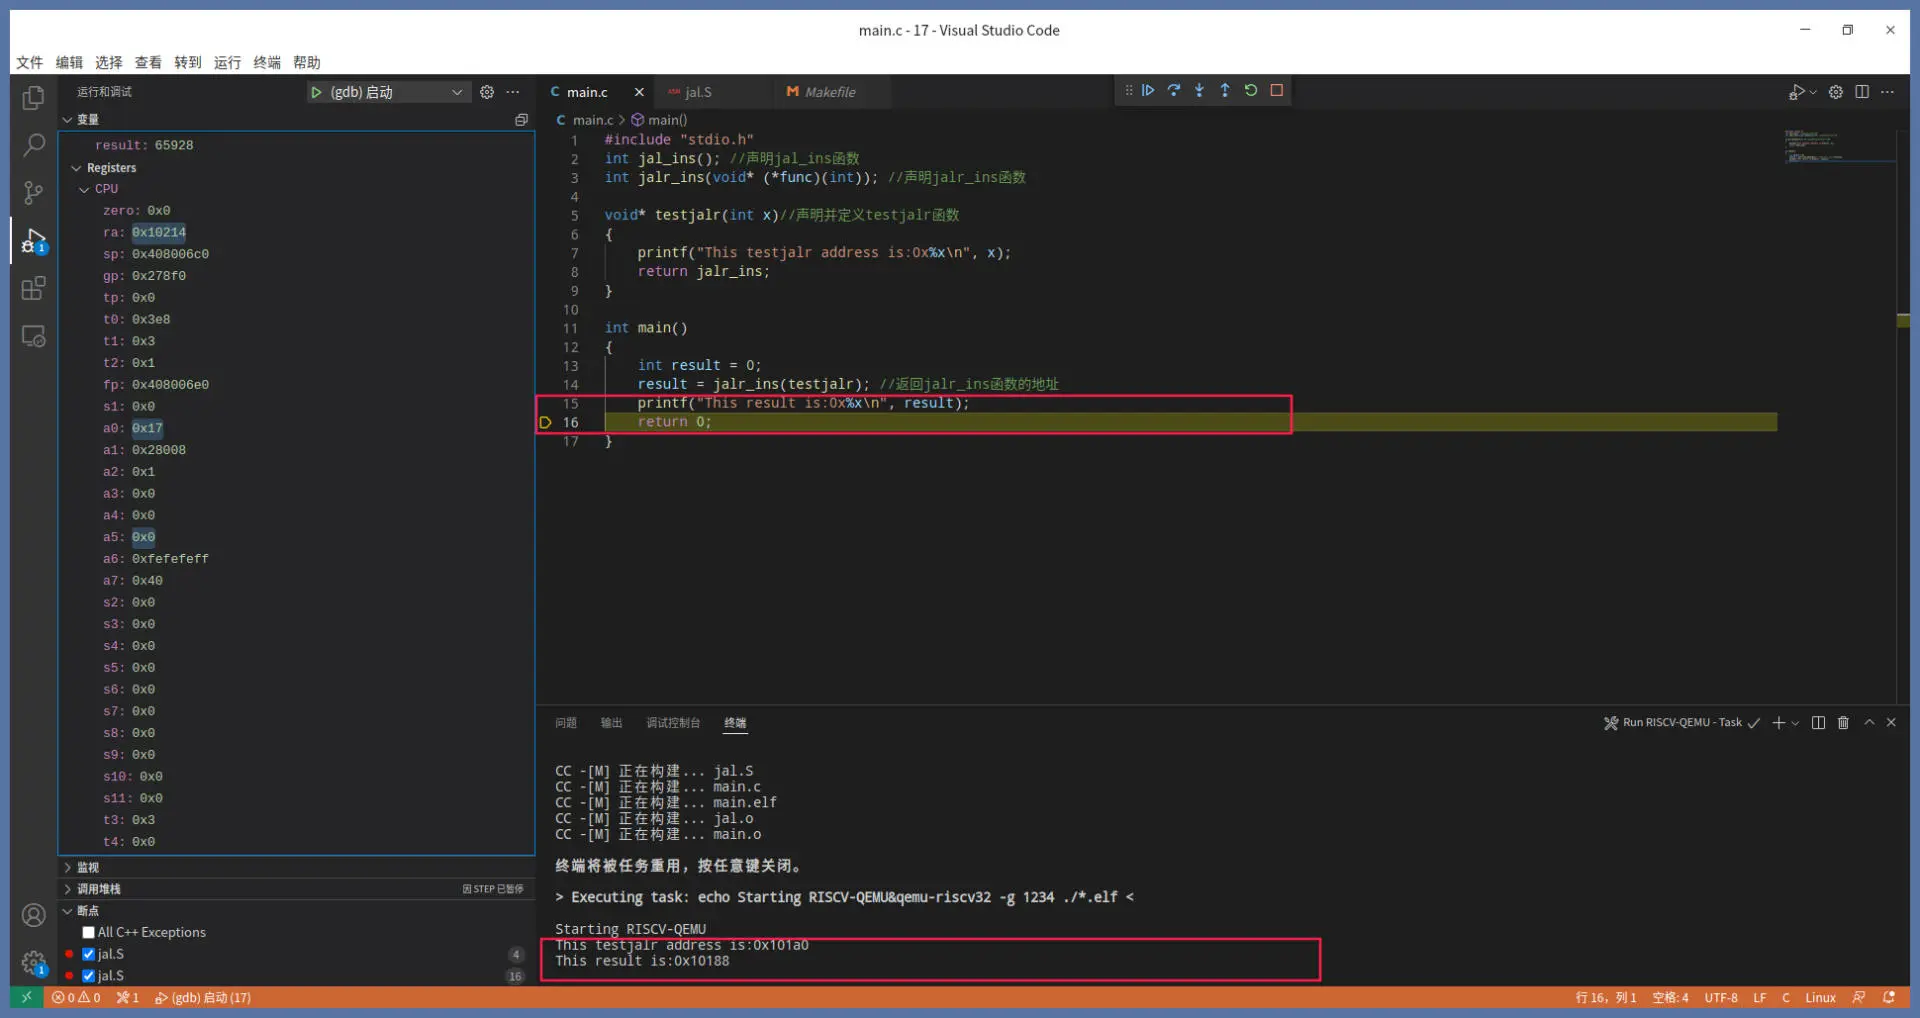 main.c - 17 - Visual Studio Code
文件 编辑 选择 查看 转到 运行 终端 帮助
运行和调试
(gdb) 启动
变量
result: 65928
Registers
CPU
zero: 0x0
ra: 0x10214
sp: 0x408006c0
gp: 0x278f0
tp: 0x0
t0: 0x3e8
t1: 0x3
t2: 0x1
fp: 0x408006e0
s1: 0x0
a0: 0x17
a1: 0x28008
a2: 0x1
a3: 0x0
a4: 0x0
a5: 0x0
a6: 0xfefefeff
a7: 0x40
s2: 0x0
s3: 0x0
s4: 0x0
s5: 0x0
s6: 0x0
s7: 0x0
s8: 0x0
s9: 0x0
s10: 0x0
s11: 0x0
t3: 0x3
t4: 0x0
监视
调用堆栈 因 STEP 已暂停
断点
All C++ Exceptions
jal.S 4
jal.S 16
C main.c
ASM jal.S
M Makefile
C main.c > main()
1 #include "stdio.h"
2 int jal_ins(); //声明jal_ins函数
3 int jalr_ins(void* (*func)(int)); //声明jalr_ins函数
4
5 void* testjalr(int x)//声明并定义testjalr函数
6 {
7 printf("This testjalr address is:0x%x\n", x);
8 return jalr_ins;
9 }
10
11 int main()
12 {
13 int result = 0;
14 result = jalr_ins(testjalr); //返回jalr_ins函数的地址
15 printf("This result is:0x%x\n", result);
16 return 0;
17 }
问题 输出 调试控制台 终端
Run RISCV-QEMU - Task
CC -[M] 正在构建... jal.S
CC -[M] 正在构建... main.c
CC -[M] 正在构建... main.elf
CC -[M] 正在构建... jal.o
CC -[M] 正在构建... main.o
终端将被任务重用，按任意键关闭。
> Executing task: echo Starting RISCV-QEMU&qemu-riscv32 -g 1234 ./*.elf <
Starting RISCV-QEMU
This testjalr address is:0x101a0
This result is:0x10188
1
1
0 0 1 (gdb) 启动 (17)
行 16，列 1 空格: 4 UTF-8 LF C Linux